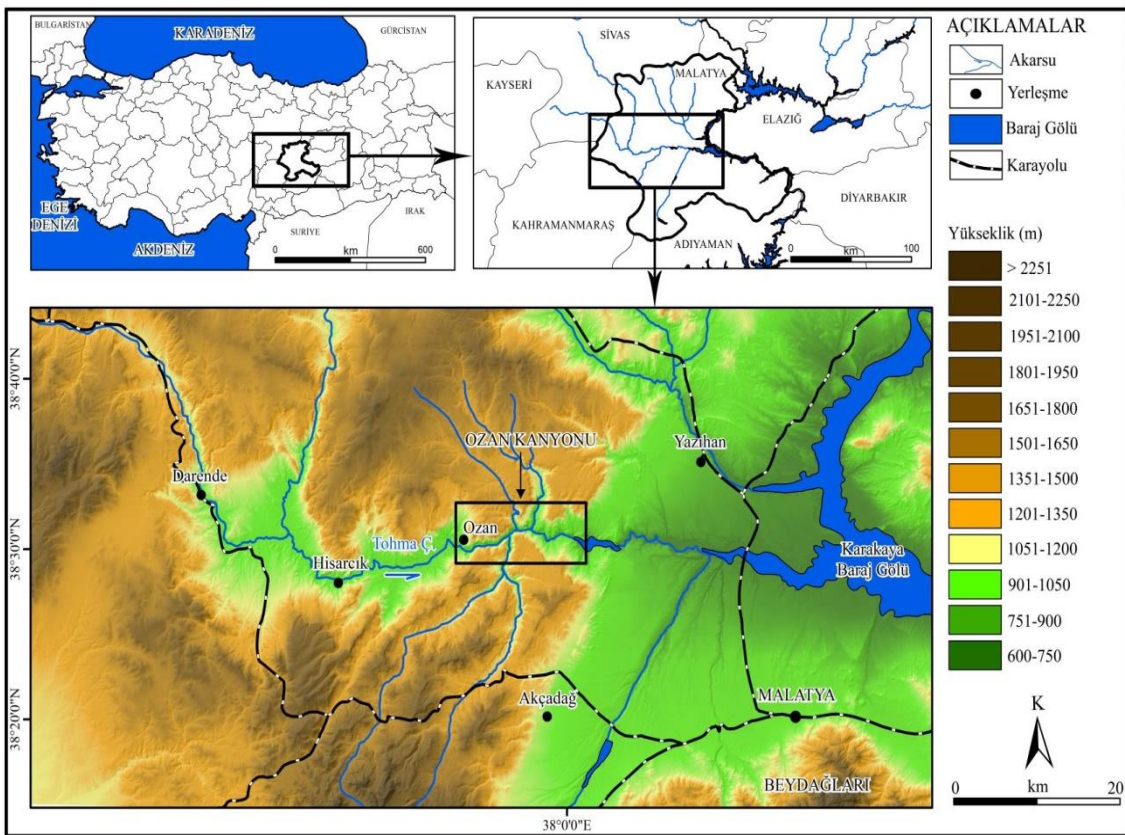 BULGARİSTAN
KARADENİZ
GÜRCİSTAN
EGE
DENİZİ
AKDENİZ
SURİYE
IRAK
0
km
600
SİVAS
KAYSERİ
MALATYA
ELAZIĞ
DİYARBAKIR
KAHRAMANMARAŞ
ADIYAMAN
0
km
100
AÇIKLAMALAR
Akarsu
Yerleşme
Baraj Gölü
Karayolu
Yükseklik (m)
> 2251
2101-2250
1951-2100
1801-1950
1651-1800
1501-1650
1351-1500
1201-1350
1051-1200
901-1050
751-900
600-750
K
0
km
20
38°40'0"N
38°30'0"N
38°20'0"N
38°0'0"E
OZAN KANYONU
Yazıhan
Darende
Ozan
Tohma Ç.
Hisarcık
Karakaya
Baraj Gölü
Akçadağ
MALATYA
BEYDAĞLARI